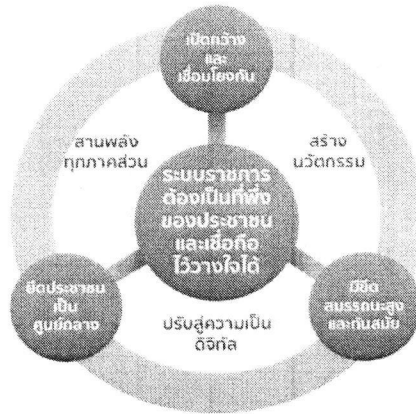 เปิดกว้าง
และ
เชื่อมโยงกัน
สานพลัง
ทุกภาคส่วน
สร้าง
นวัตกรรม
ระบบราชการ
ต้องเป็นที่พึ่ง
ของประชาชน
และเชื่อถือ
ไว้วางใจได้
ยึดประชาชน
เป็น
ศูนย์กลาง
ปรับสู่ความเป็น
ดิจิทัล
มีขีด
สมรรถนะสูง
และทันสมัย